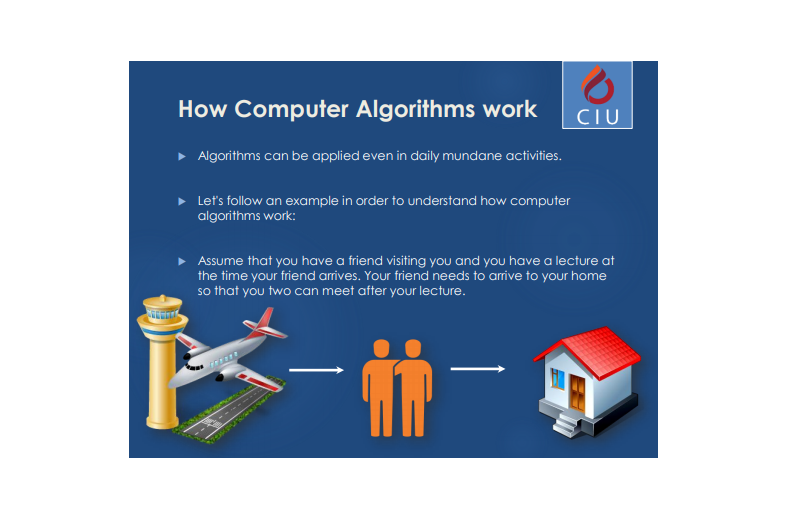 How Computer Algorithms work
CIU
Algorithms can be applied even in daily mundane activities.
Let's follow an example in order to understand how computer
algorithms work:
Assume that you have a friend visiting you and you have a lecture at
the time your friend arrives. Your friend needs to arrive to your home
so that you two can meet after your lecture.